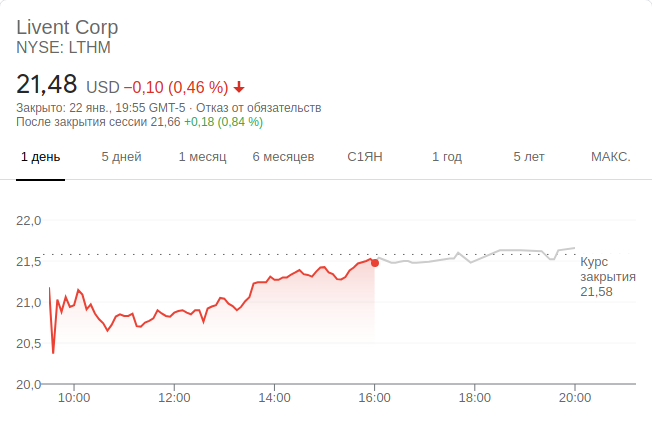 Livent Corp
NYSE: LTHM
21,48 USD −0,10 (0,46 %)
Закрыто: 22 янв., 19:55 GMT-5 · Отказ от обязательств
После закрытия сессии 21,66 +0,18 (0,84 %)
1 день 5 дней 1 месяц 6 месяцев С1ЯН 1 год 5 лет МАКС.
22,0
21,5
21,0
20,5
20,0
Курс
закрытия
21,58
10:00 12:00 14:00 16:00 18:00 20:00